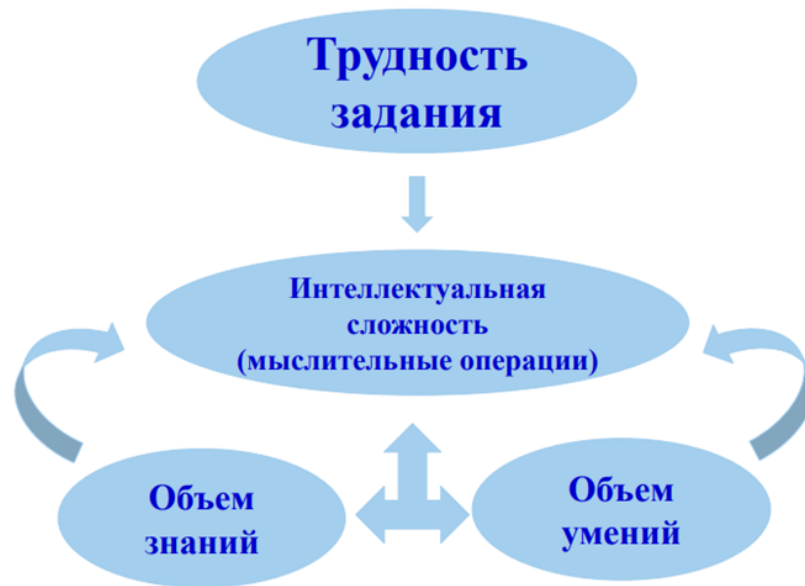 Трудность
задания
Интеллектуальная
сложность
(мыслительные операции)
Объем
знаний
Объем
умений